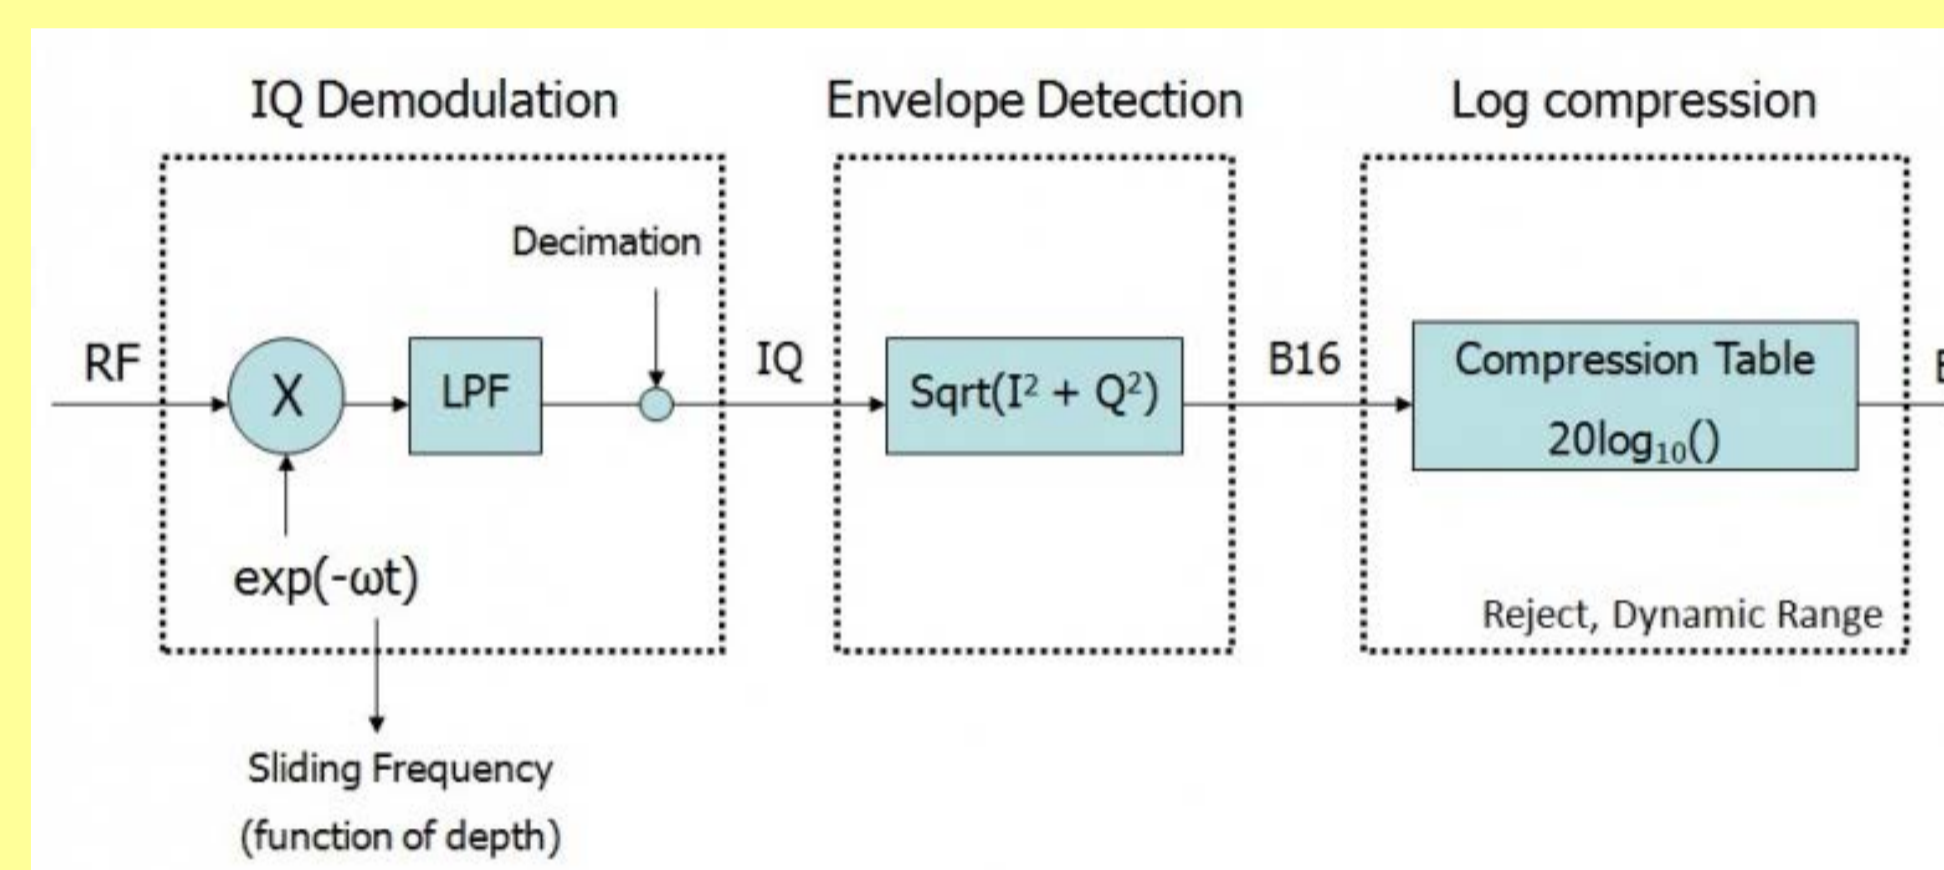 IQ Demodulation
Envelope Detection
Log compression
Decimation
RF
X
LPF
IQ
Sqrt(I² + Q²)
B16
Compression Table
20log₁₀()
exp(-ωt)
Reject, Dynamic Range
Sliding Frequency
(function of depth)